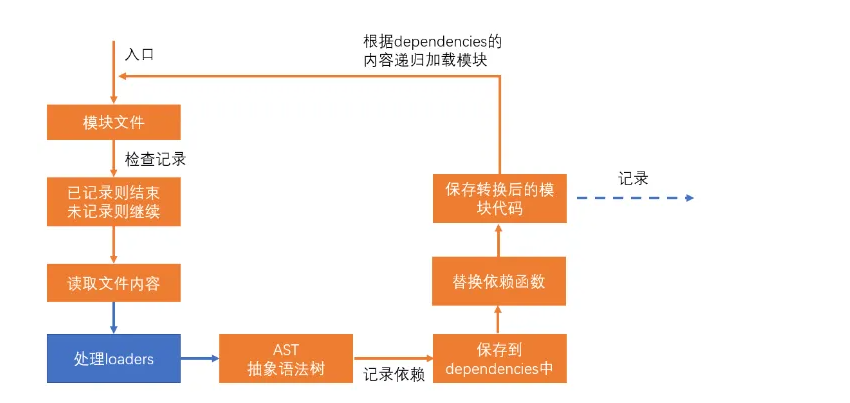 根据dependencies的
内容递归加载模块
入口
模块文件
检查记录
已记录则结束
未记录则继续
保存转换后的模
块代码
记录
读取文件内容
替换依赖函数
处理loaders
AST
抽象语法树
记录依赖
保存到
dependencies中